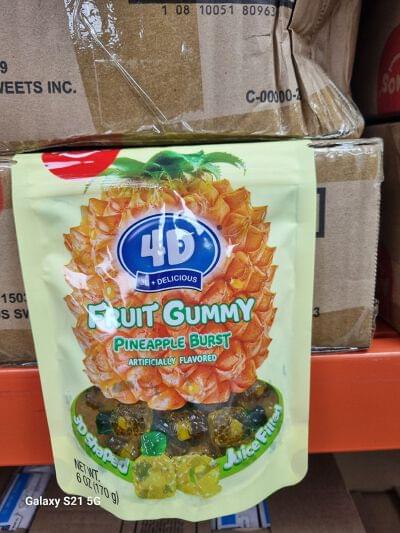 1 08 10051 80963
9
WEETS INC.
C-00000-2
4D
+ DELICIOUS
FRUIT GUMMY
PINEAPPLE BURST
ARTIFICIALLY FLAVORED
3D Shaped
Juice Filled
NET WT.
6 OZ (170 g)
Galaxy S21 5G